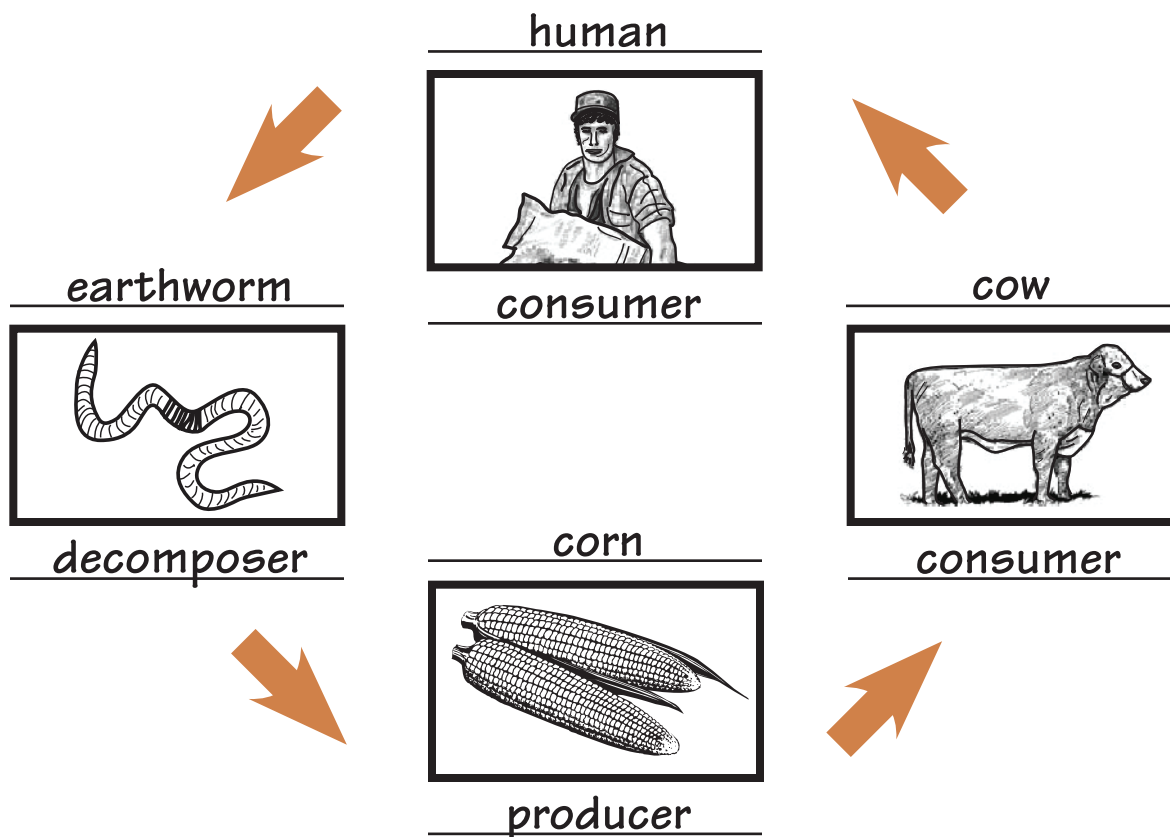 human
consumer
earthworm
decomposer
cow
consumer
corn
producer